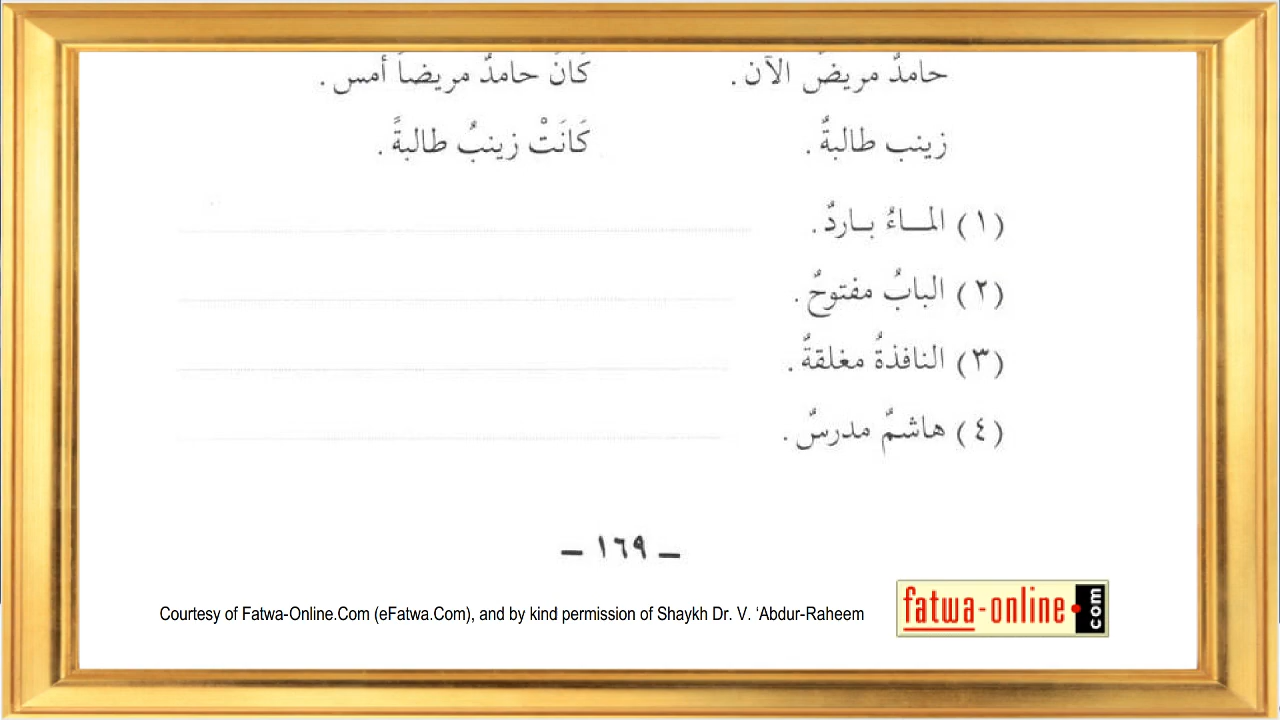 حامدٌ مريضٌ الآن . كَانَ حامدٌ مريضاً أمس .
زينب طالبةٌ . كَانَتْ زينبُ طالبةً .
(١) المـاءُ بـاردٌ .
(٢) البابُ مفتوحٌ .
(٣) النافذةُ مغلقةٌ .
(٤) هاشمٌ مدرسٌ .
– ١٦٩ –
Courtesy of Fatwa-Online.Com (eFatwa.Com), and by kind permission of Shaykh Dr. V. ‘Abdur-Raheem
fatwa-online.com